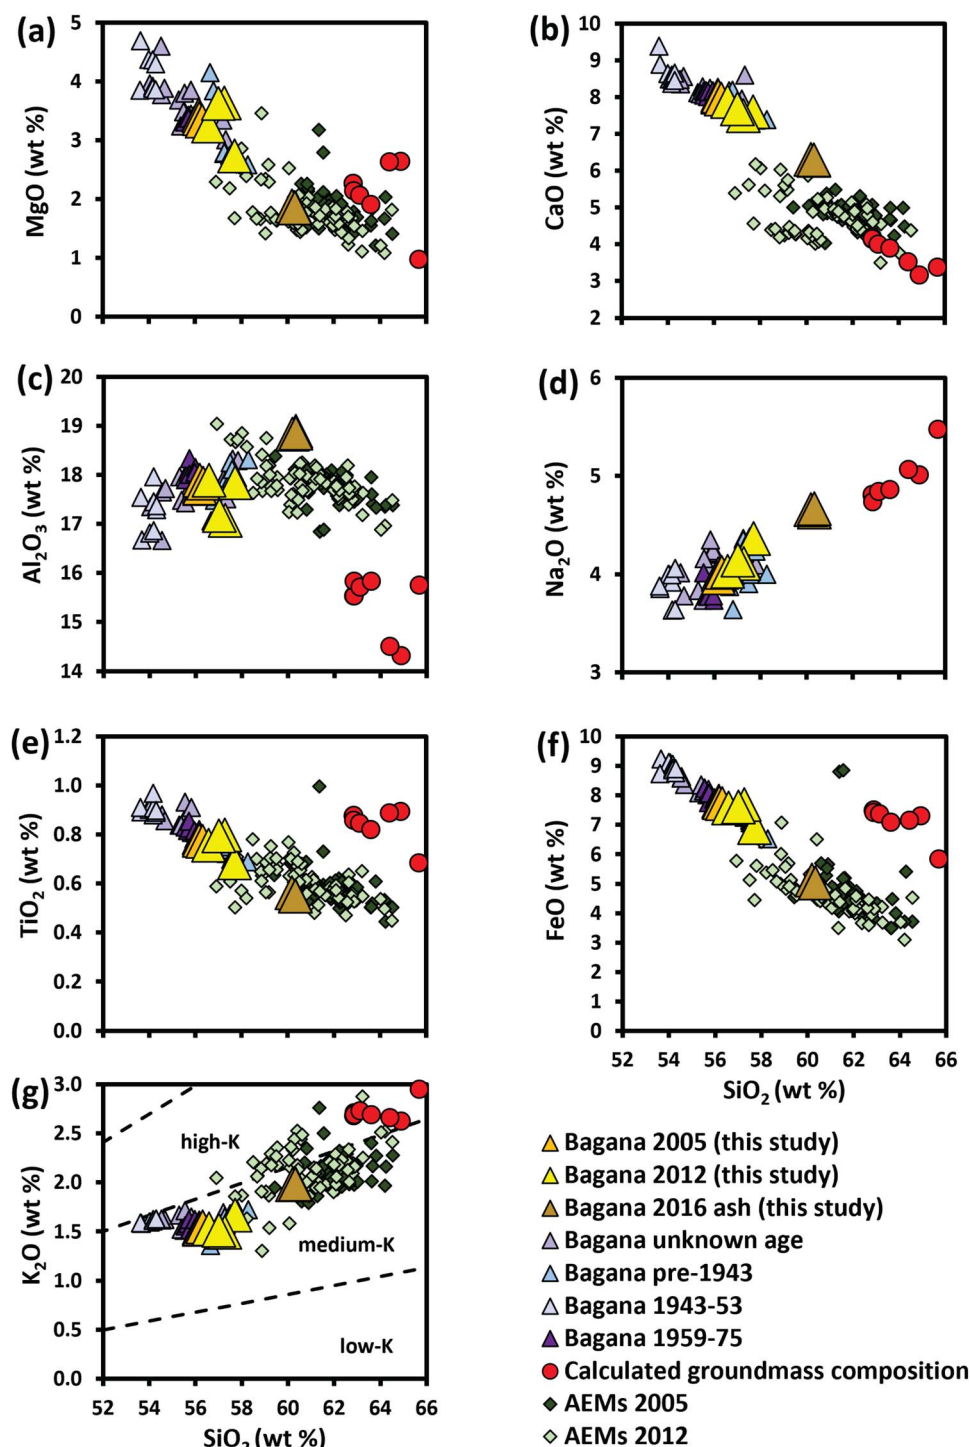 (a)
MgO (wt %)
5
4
3
2
1
0
(b)
CaO (wt %)
10
9
8
7
6
5
4
3
2
(c)
Al₂O₃ (wt %)
20
19
18
17
16
15
14
(d)
Na₂O (wt %)
6
5
4
3
(e)
TiO₂ (wt %)
1.2
1.0
0.8
0.6
0.4
0.2
0.0
(f)
FeO (wt %)
10
9
8
7
6
5
4
3
2
1
0
52 54 56 58 60 62 64 66
SiO₂ (wt %)
(g)
K₂O (wt %)
3.0
2.5
2.0
1.5
1.0
0.5
0.0
high-K
medium-K
low-K
52 54 56 58 60 62 64 66
SiO₂ (wt %)
Bagana 2005 (this study)
Bagana 2012 (this study)
Bagana 2016 ash (this study)
Bagana unknown age
Bagana pre-1943
Bagana 1943-53
Bagana 1959-75
Calculated groundmass composition
AEMs 2005
AEMs 2012